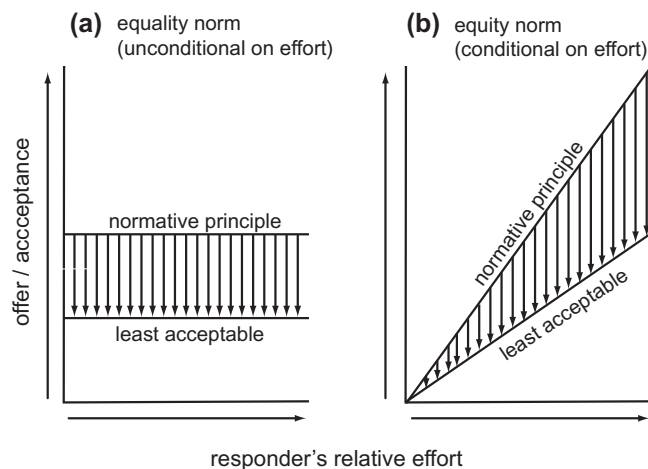 (a) equality norm
(unconditional on effort)
(b) equity norm
(conditional on effort)
offer / accceptance
normative principle
least acceptable
normative principle
least acceptable
responder's relative effort